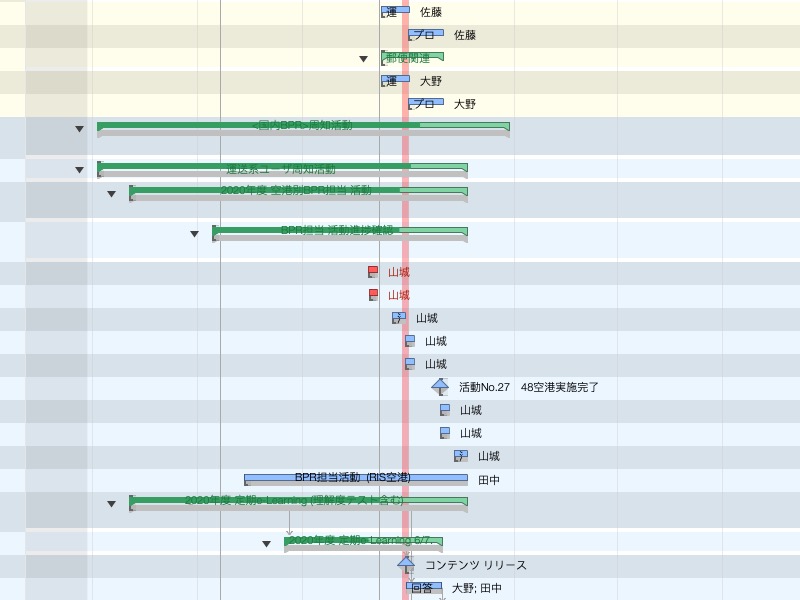 運 佐藤
プロ 佐藤
郵便関連
運 大野
プロ 大野
<国内BPR>周知活動
運送系ユーザ周知活動
2020年度 空港別BPR担当 活動
BPR担当 活動進捗確認
山城
山城
山城
山城
山城
活動No.27 48空港実施完了
山城
山城
山城
BPR担当活動 (RIS空港) 田中
2020年度 定期e-Learning (理解度テスト含む)
2020年度 定期e-Learning 6/7
コンテンツ リリース
回答 大野; 田中